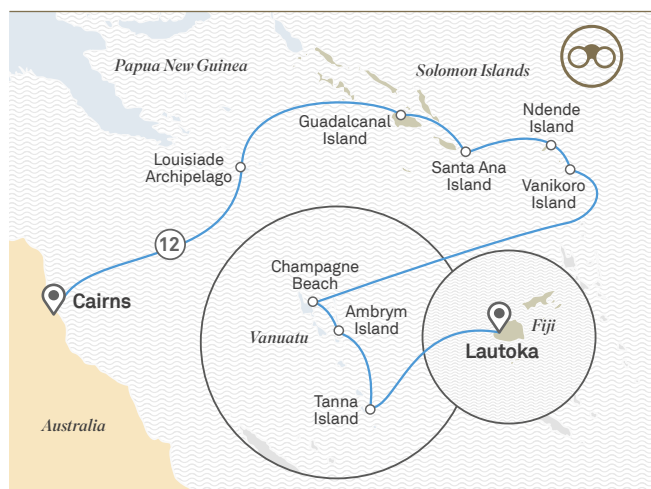 Papua New Guinea
Solomon Islands
Guadalcanal
Island
Ndende
Island
Louisiade
Archipelago
Santa Ana
Island
Vanikoro
Island
12
Champagne
Beach
Cairns
Ambrym
Island
Vanuatu
Fiji
Lautoka
Tanna
Island
Australia